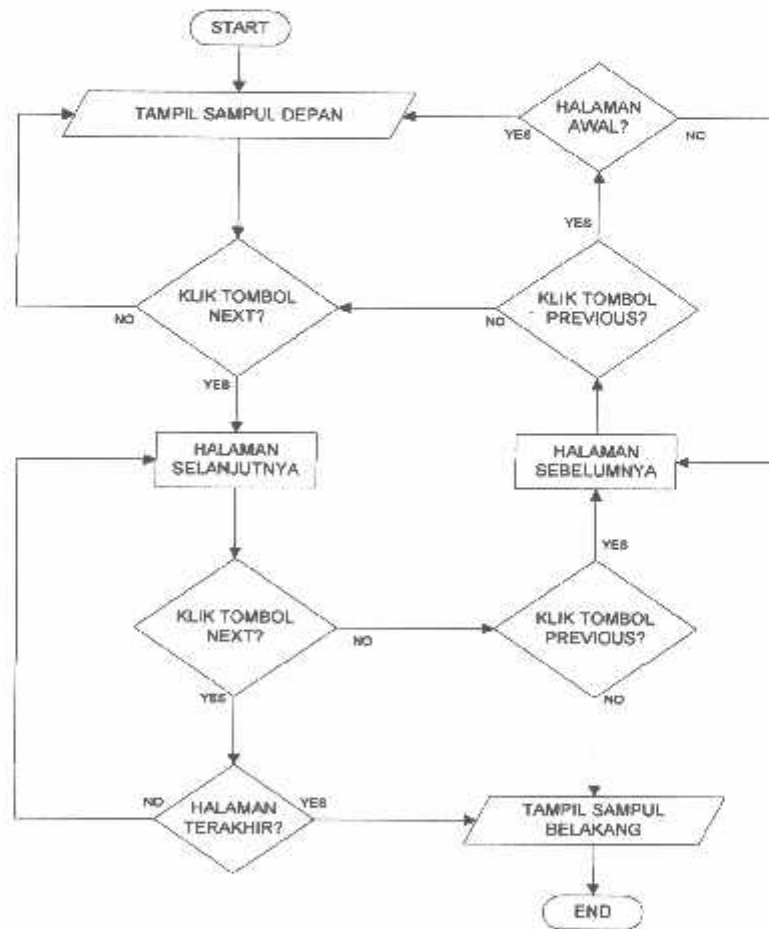 START
TAMPIL SAMPUL DEPAN
HALAMAN
AWAL?
YES
NO
YES
KLIK TOMBOL
NEXT?
NO
KLIK TOMBOL
PREVIOUS?
NO
YES
HALAMAN
SELANJUTNYA
HALAMAN
SEBELUMNYA
YES
KLIK TOMBOL
NEXT?
NO
KLIK TOMBOL
PREVIOUS?
YES
NO
HALAMAN
TERAKHIR?
NO
YES
TAMPIL SAMPUL
BELAKANG
END